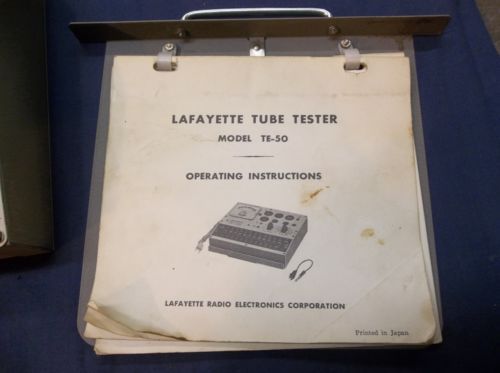 LAFAYETTE TUBE TESTER
MODEL TE-50
OPERATING INSTRUCTIONS
LAFAYETTE RADIO ELECTRONICS CORPORATION
Printed in Japan